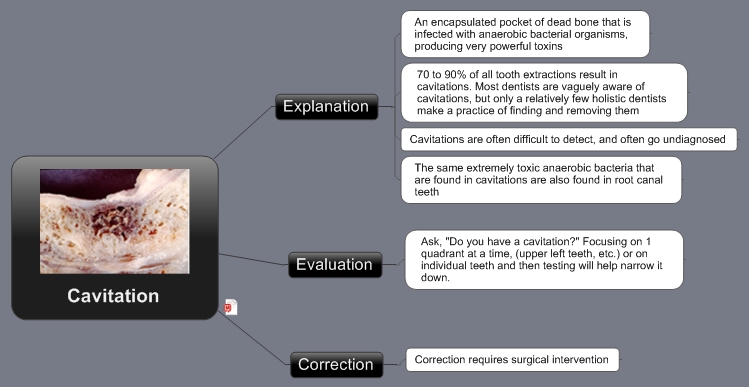 Explanation
An encapsulated pocket of dead bone that is
infected with anaerobic bacterial organisms,
producing very powerful toxins
70 to 90% of all tooth extractions result in
cavitations. Most dentists are vaguely aware of
cavitations, but only a relatively few holistic dentists
make a practice of finding and removing them
Cavitations are often difficult to detect, and often go undiagnosed
The same extremely toxic anaerobic bacteria that
are found in cavitations are also found in root canal
teeth
Cavitation
Evaluation
Ask, "Do you have a cavitation?" Focusing on 1
quadrant at a time, (upper left teeth, etc.) or on
individual teeth and then testing will help narrow it
down.
Correction
Correction requires surgical intervention